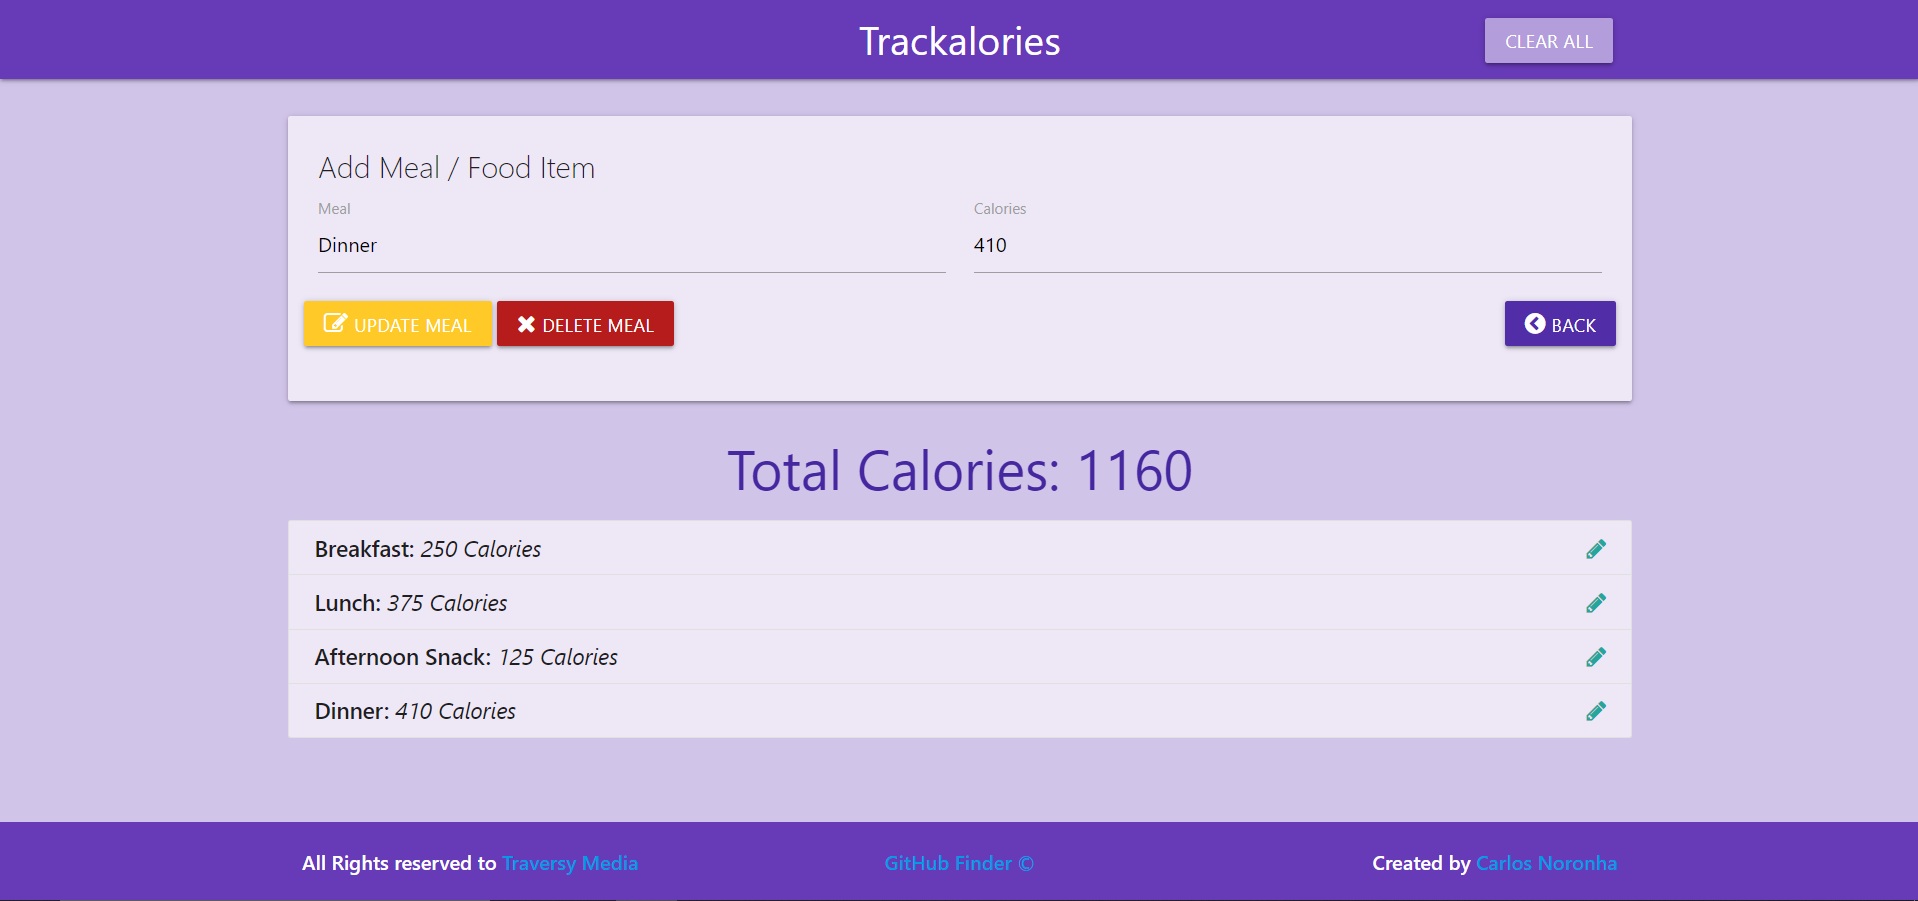 Trackalories
CLEAR ALL
Add Meal / Food Item
Meal
Calories
Dinner
410
UPDATE MEAL
DELETE MEAL
BACK
Total Calories: 1160
Breakfast: 250 Calories
Lunch: 375 Calories
Afternoon Snack: 125 Calories
Dinner: 410 Calories
All Rights reserved to Traversy Media
GitHub Finder ©
Created by Carlos Noronha